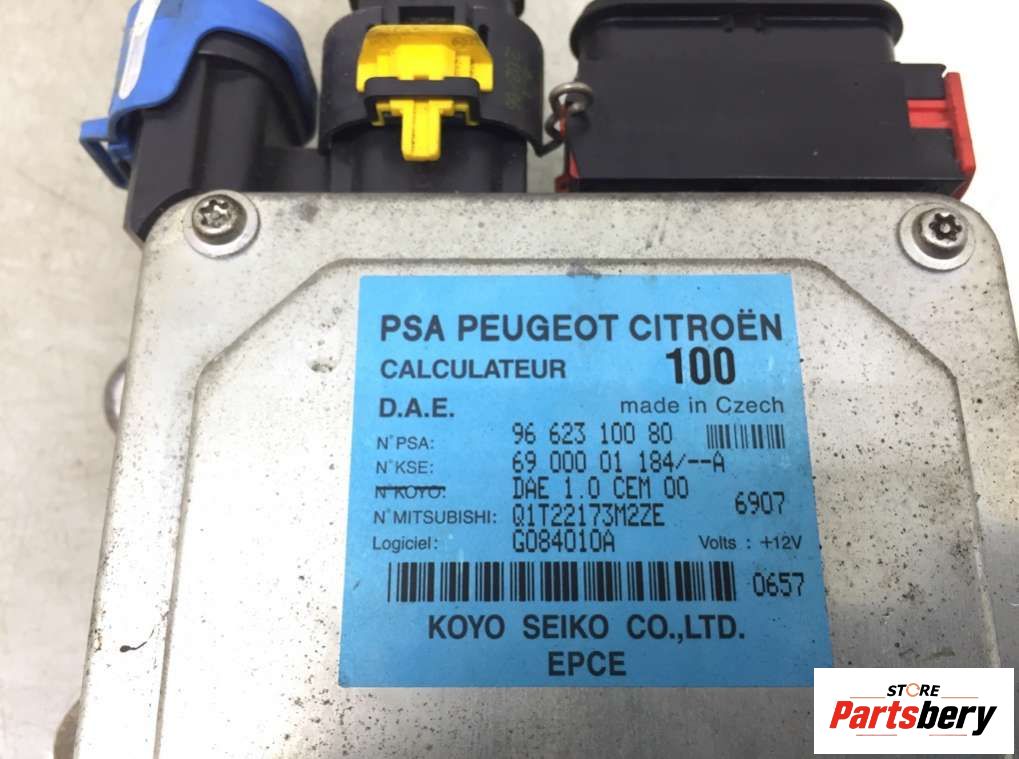 PSA PEUGEOT CITROËN
CALCULATEUR 100
D.A.E. made in Czech
N°PSA: 96 623 100 80
N°KSE: 69 000 01 184/--A
N°KOYO: DAE 1.0 CEM 00
6907
N°MITSUBISHI: Q1T22173M2ZE
Logiciel: G084010A Volts : +12V
0657
KOYO SEIKO CO.,LTD.
EPCE
STORE
Partsbery